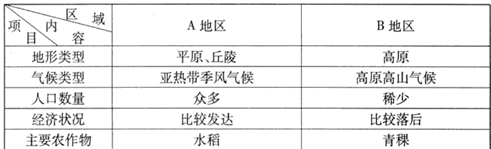 区 域
内
项
目 容
A 地区 B 地区
地形类型 平原、丘陵 高原
气候类型 亚热带季风气候 高原高山气候
人口数量 众多 稀少
经济状况 比较发达 比较落后
主要农作物 水稻 青稞